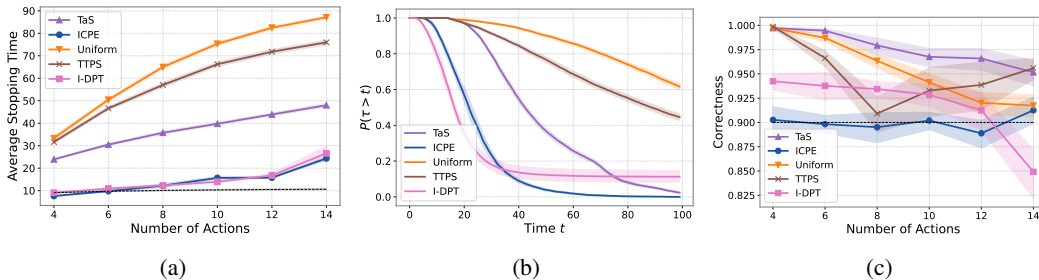 90
80
70
60
50
40
30
20
10
4
6
8
10
12
14
Average Stopping Time
Number of Actions
TaS
ICPE
Uniform
TTPS
I-DPT
(a)
1.0
0.8
0.6
0.4
0.2
0.0
0
20
40
60
80
100
P(τ > t)
Time t
TaS
ICPE
Uniform
TTPS
I-DPT
(b)
1.000
0.975
0.950
0.925
0.900
0.875
0.850
0.825
4
6
8
10
12
14
Correctness
Number of Actions
TaS
ICPE
Uniform
TTPS
I-DPT
(c)